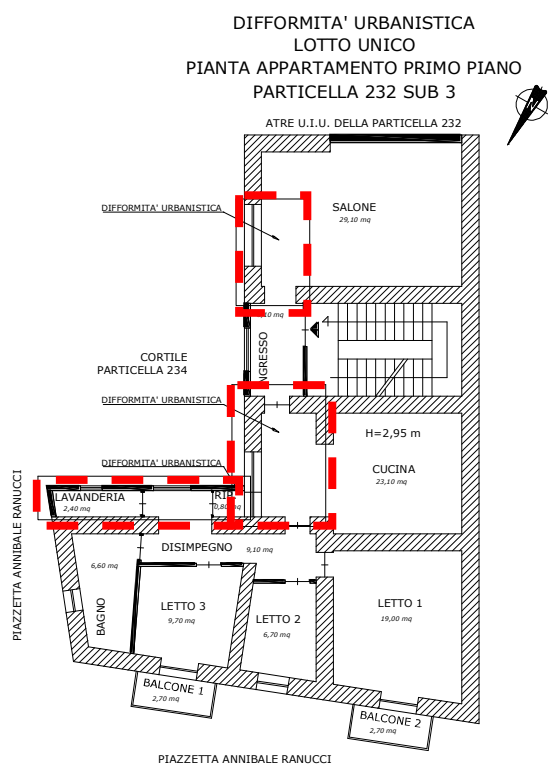 DIFFORMITA' URBANISTICA
LOTTO UNICO
PIANTA APPARTAMENTO PRIMO PIANO
PARTICELLA 232 SUB 3
ATRE U.I.U. DELLA PARTICELLA 232
DIFFORMITA' URBANISTICA
SALONE
29,10 mq
INGRESSO
CORTILE
PARTICELLA 234
DIFFORMITA' URBANISTICA
H=2,95 m
CUCINA
23,10 mq
DIFFORMITA' URBANISTICA
LAVANDERIA
2,40 mq
RIP.
0,80 mq
PIAZZETTA ANNIBALE RANUCCI
DISIMPEGNO
9,10 mq
6,60 mq
BAGNO
LETTO 3
9,70 mq
LETTO 2
6,70 mq
LETTO 1
19,00 mq
BALCONE 1
2,70 mq
BALCONE 2
2,70 mq
PIAZZETTA ANNIBALE RANUCCI